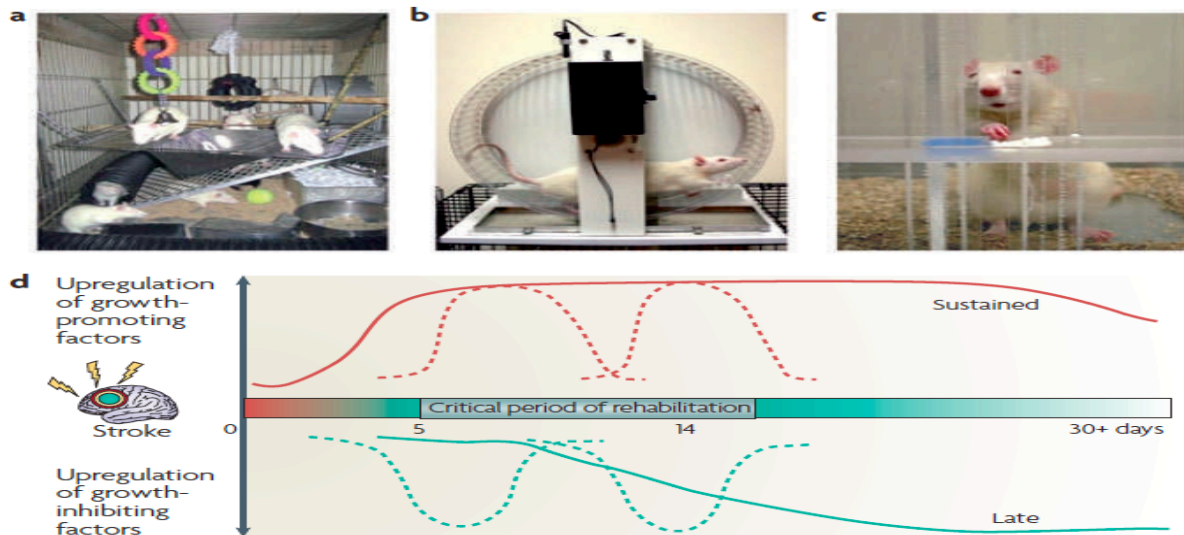 a
b
c
d
Upregulation
of growth-
promoting
factors
Sustained
Stroke
Critical period of rehabilitation
0
5
14
30+ days
Upregulation
of growth-
inhibiting
factors
Late